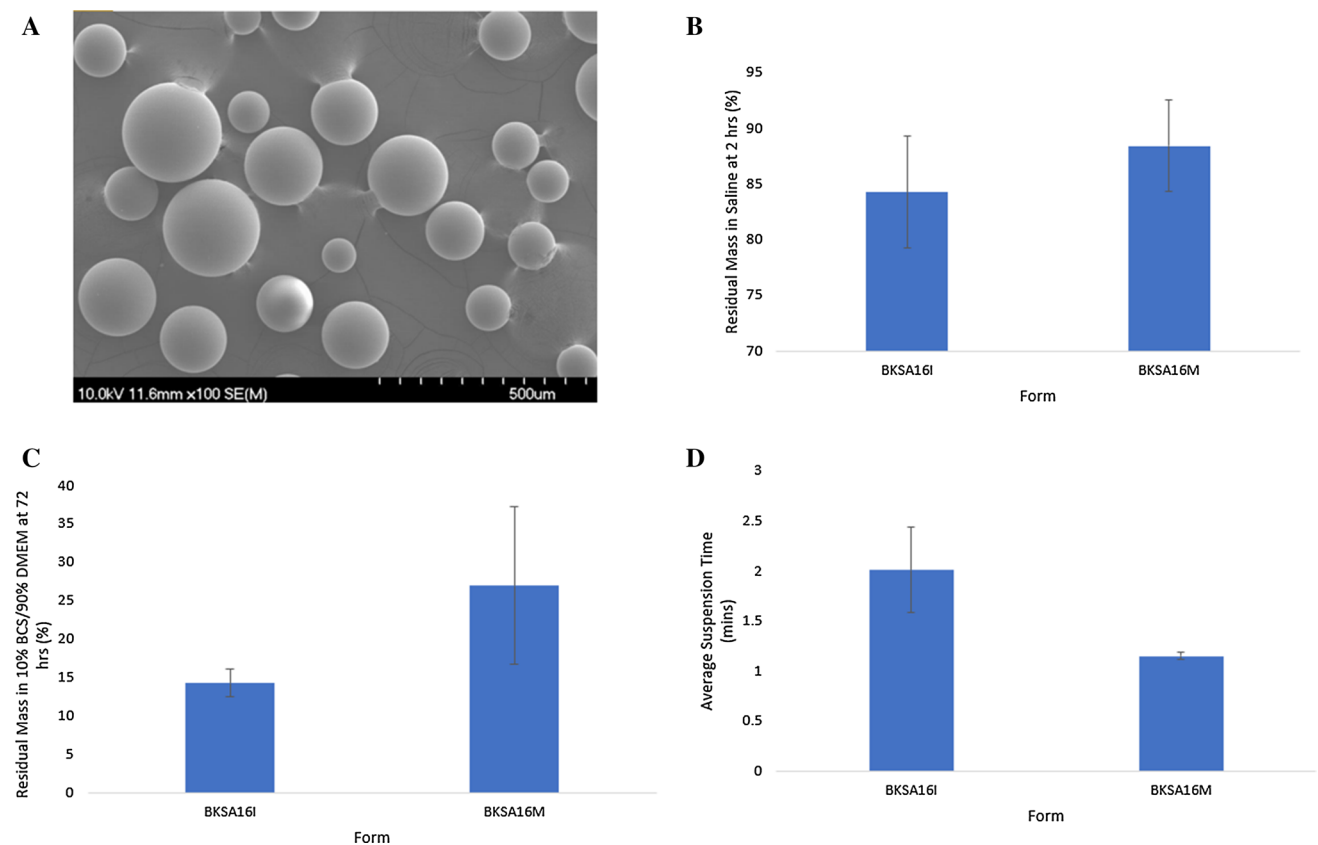 A
10.0kV 11.6mm x100 SE(M) 500um
B
Residual Mass in Saline at 2 hrs (%)
95
90
85
80
75
70
BKSA16I BKSA16M
Form
C
Residual Mass in 10% BCS/90% DMEM at 72
hrs (%)
40
35
30
25
20
15
10
5
0
BKSA16I BKSA16M
Form
D
Average Suspension Time
(mins)
3
2.5
2
1.5
1
0.5
0
BKSA16I BKSA16M
Form